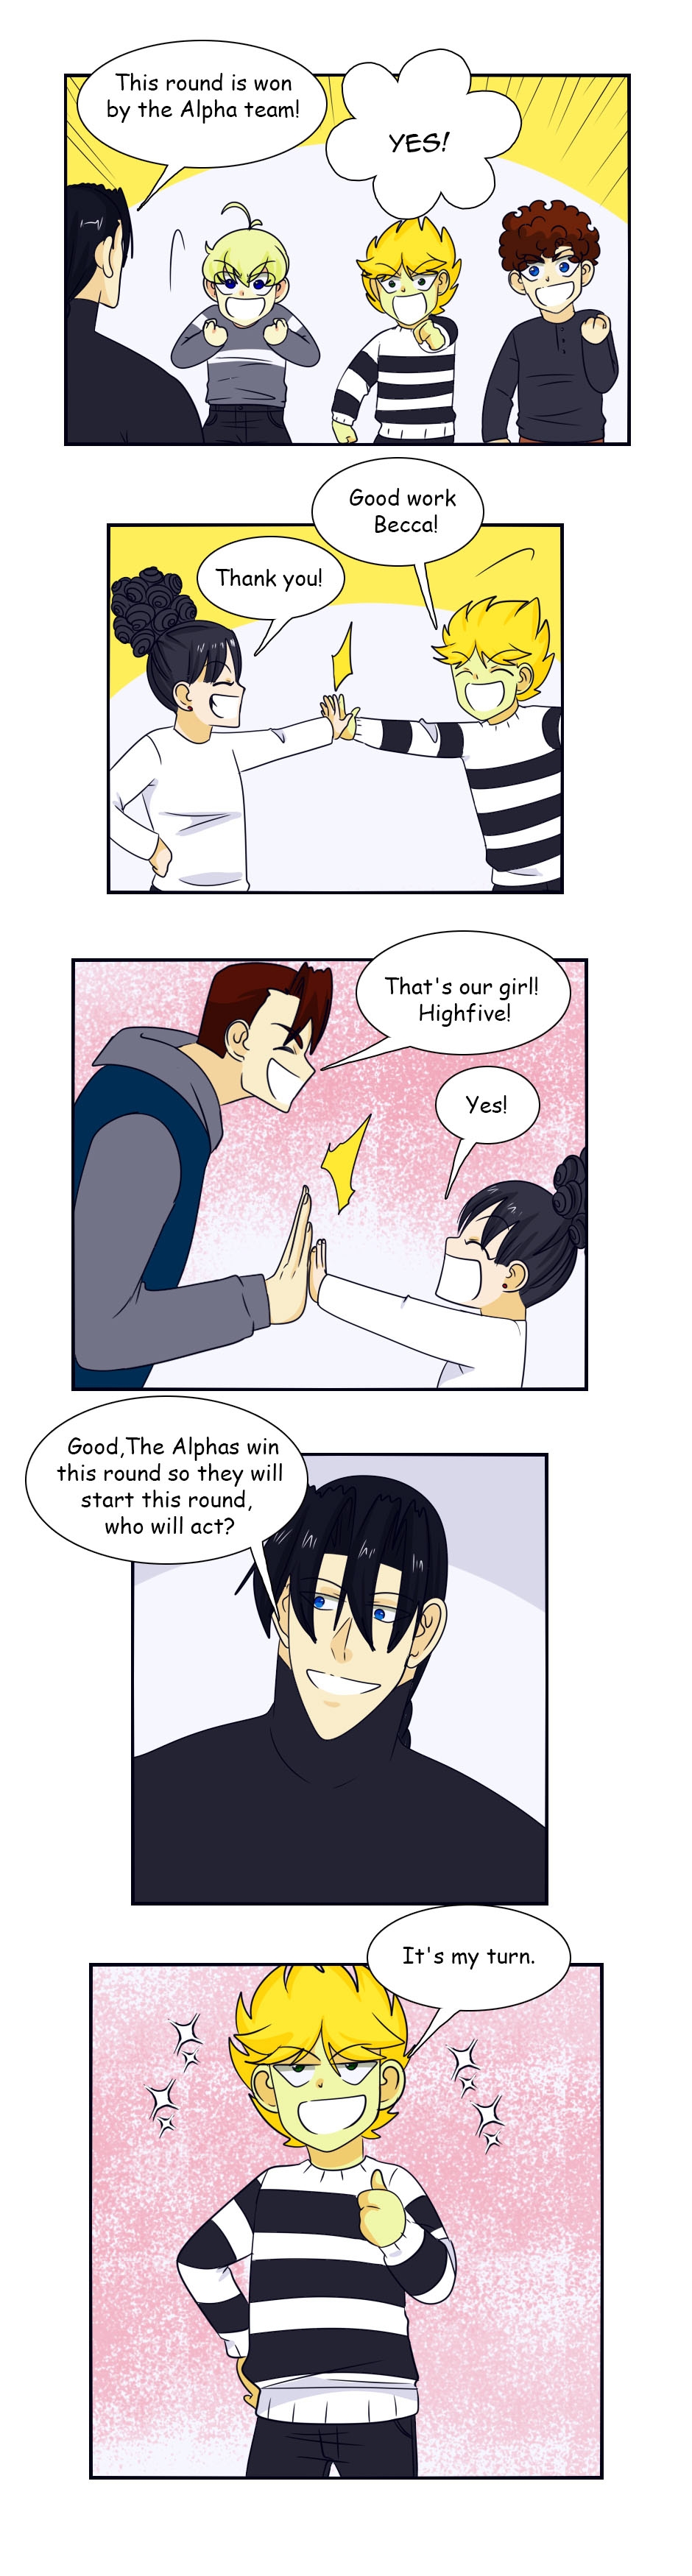 This round is won
by the Alpha team!
YES!
Good work
Becca!
Thank you!
That's our girl!
Highfive!
Yes!
Good,The Alphas win
this round so they will
start this round,
who will act?
It's my turn.